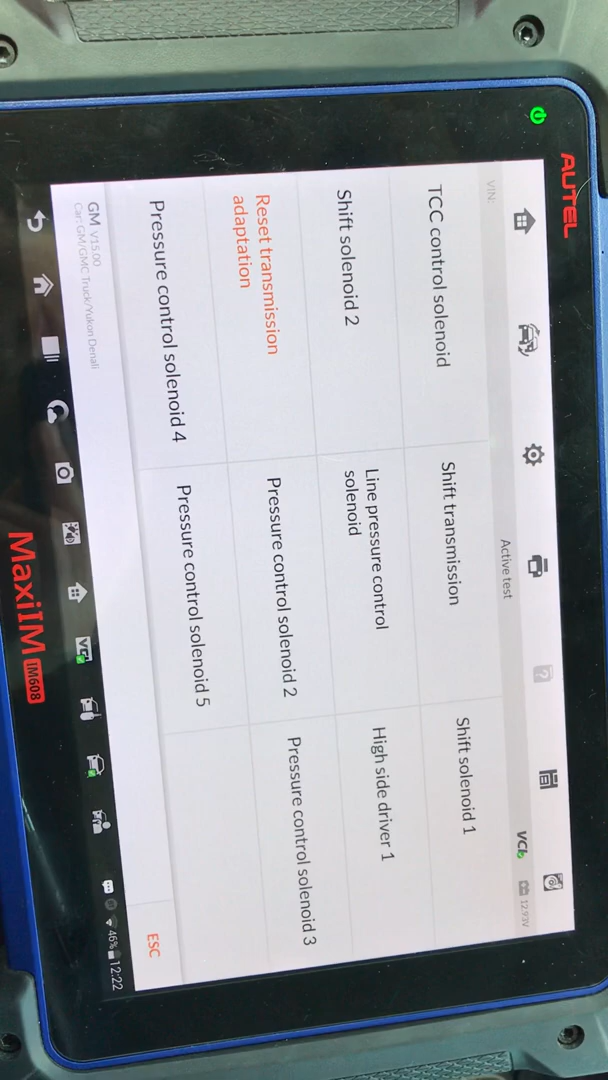 AUTEL
VCI
12.93V
VIN:
Active test
TCC control solenoid
Shift transmission
Shift solenoid 1
Shift solenoid 2
Line pressure control
solenoid
High side driver 1
Reset transmission
adaptation
Pressure control solenoid 2
Pressure control solenoid 3
Pressure control solenoid 4
Pressure control solenoid 5
ESC
GM V15.00
Car: GM/GMC Truck/Yukon Denali
VCI
46% 12:22
MaxiIM IM608